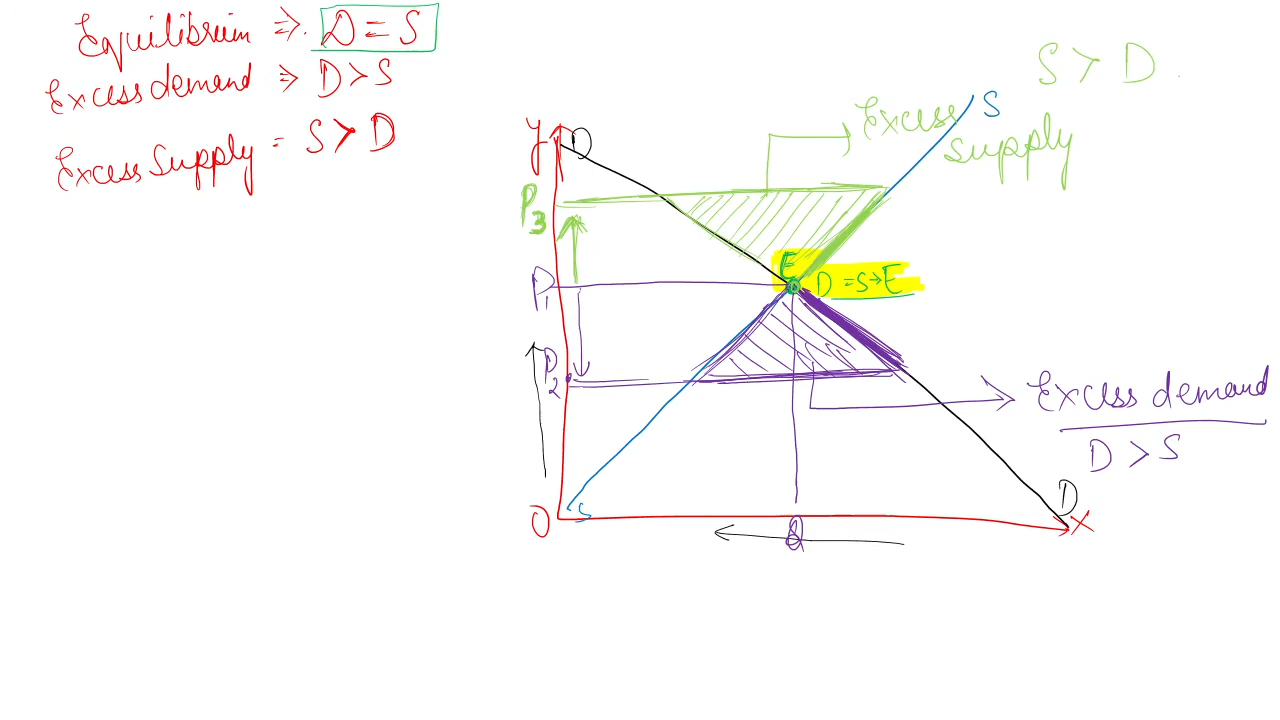 Equilibrium ⇒ D = S
Excess demand ⇒ D > S
Excess Supply = S > D
S > D
Excess supply
S
Y
D
P3
E
D = S → E
P1
P2
Excess demand
D > S
D
O
S
Q
X